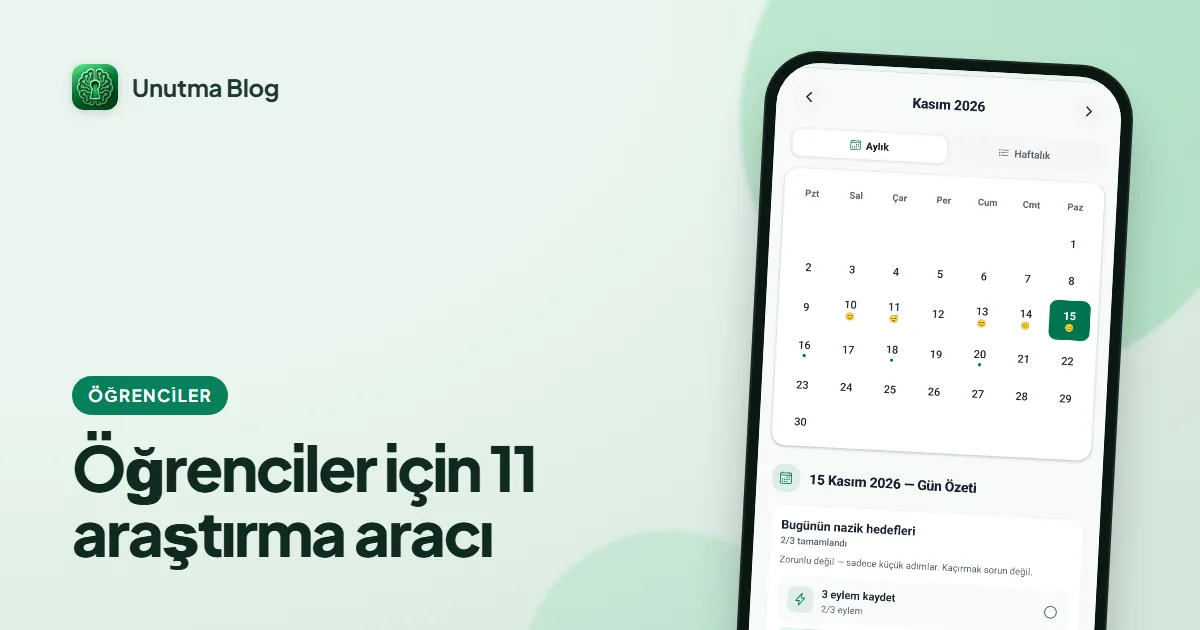 Unutma Blog
ÖĞRENCİLER
Öğrenciler için 11
araştırma aracı
Kasım 2026
Aylık Haftalık
Pzt Sal Çar Per Cum Cmt Paz
1
2 3 4 5 6 7 8
9 10 11 12 13 14 15
16 17 18 19 20 21 22
23 24 25 26 27 28 29
30
15 Kasım 2026 — Gün Özeti
Bugünün nazik hedefleri
2/3 tamamlandı
Zorunlu değil — sadece küçük adımlar. Kaçırmak sorun değil.
3 eylem kaydet
2/3 eylem